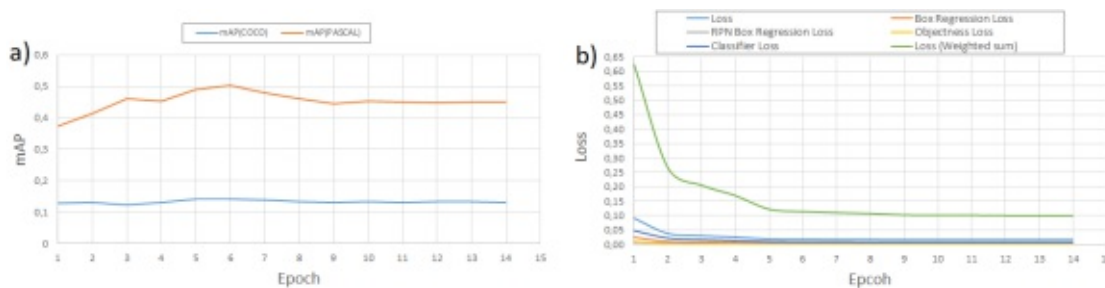 a)
mAP(COCO) mAP(PASCAL)
0,6
0,5
0,4
0,3
0,2
0,1
0
mAP
1 2 3 4 5 6 7 8 9 10 11 12 13 14 15
Epoch
b)
Loss Box Regression Loss
RPN Box Regression Loss Objectness Loss
Classifier Loss Loss (Weighted sum)
0,65
0,60
0,55
0,50
0,45
0,40
0,35
0,30
0,25
0,20
0,15
0,10
0,05
0,00
Loss
1 2 3 4 5 6 7 8 9 10 11 12 13 14
Epcoh